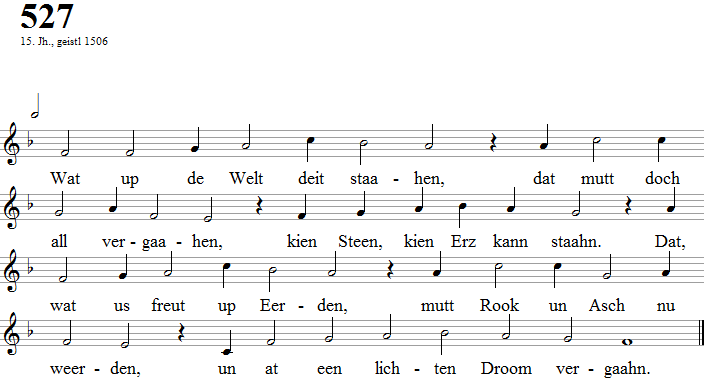 527
15. Jh., geistl 1506
Wat up de Welt deit staa - hen, dat mutt doch
all ver - gaa - hen, kien Steen, kien Erz kann staahn. Dat,
wat us freut up Eer - den, mutt Rook un Asch nu
weer - den, un at een lich - ten Droom ver - gaahn.